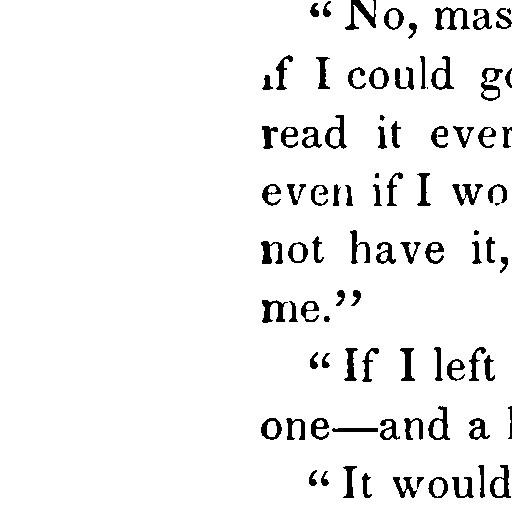 “ No, mas
if I could go
read it ever
even if I wo
not have it,
me.”
“ If I left
one—and a
“ It would